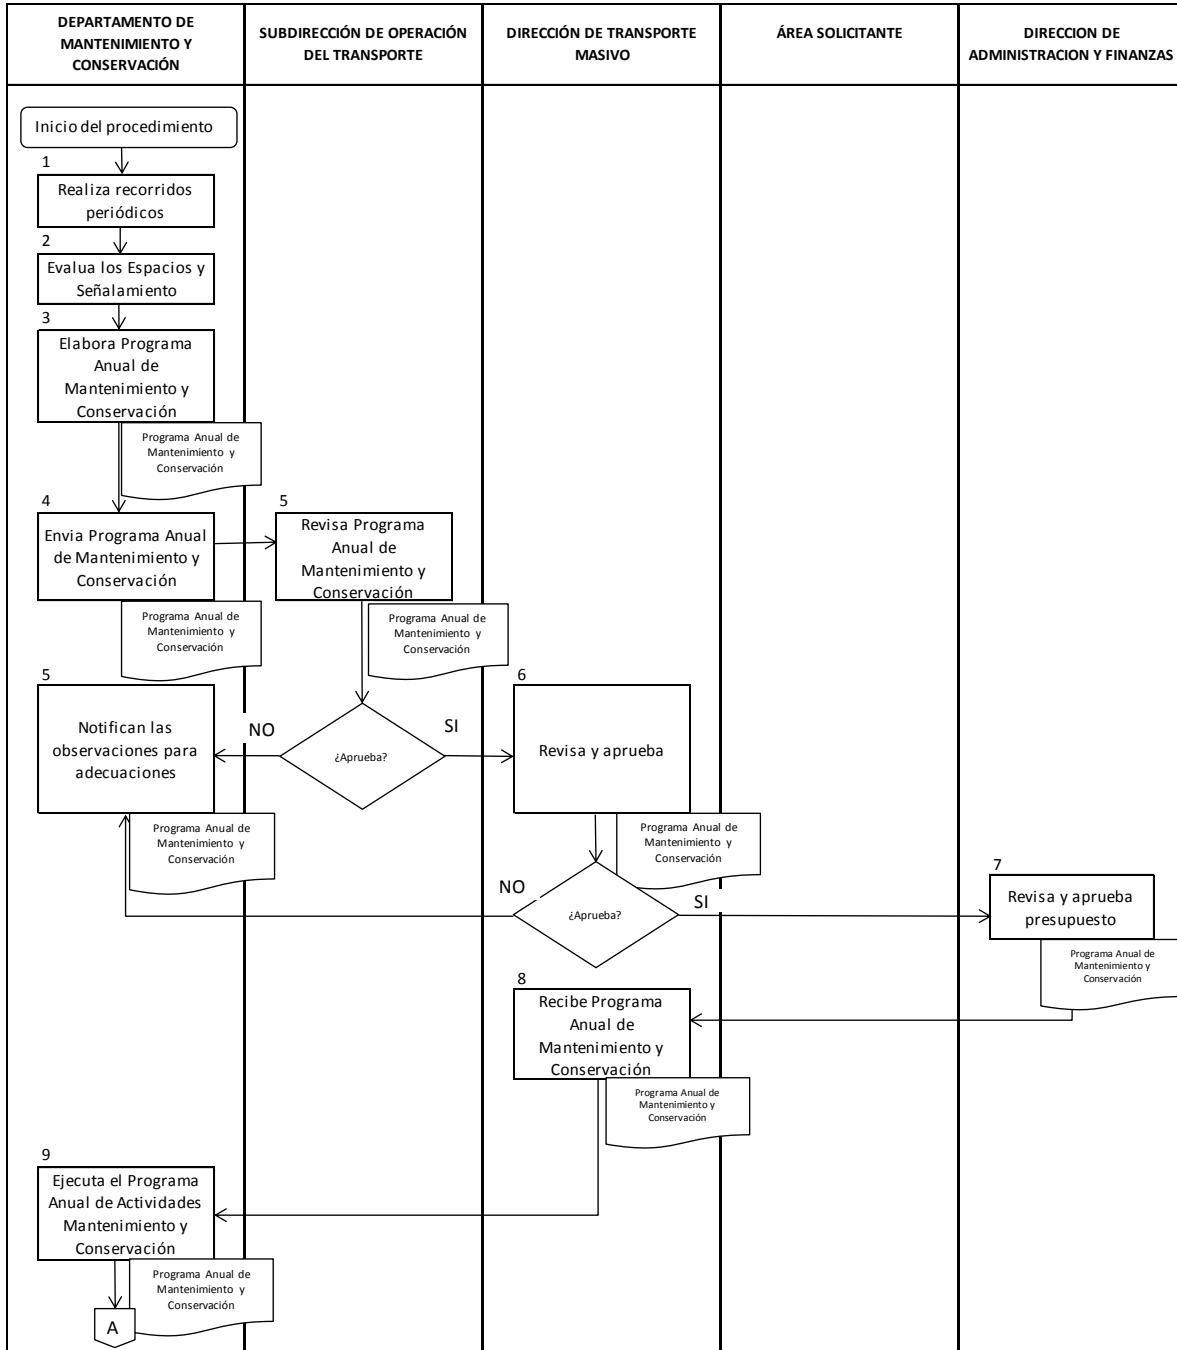 DEPARTAMENTO DE
MANTENIMIENTO Y
CONSERVACIÓN
SUBDIRECCIÓN DE OPERACIÓN
DEL TRANSPORTE
DIRECCIÓN DE TRANSPORTE
MASIVO
ÁREA SOLICITANTE
DIRECCION DE
ADMINISTRACION Y FINANZAS
Inicio del procedimiento
1
Realiza recorridos
periódicos
2
Evalua los Espacios y
Señalamiento
3
Elabora Programa
Anual de
Mantenimiento y
Conservación
Programa Anual de
Mantenimiento y
Conservación
4
Envia Programa Anual
de Mantenimiento y
Conservación
Programa Anual de
Mantenimiento y
Conservación
5
Revisa Programa
Anual de
Mantenimiento y
Conservación
Programa Anual de
Mantenimiento y
Conservación
5
Notifican las
observaciones para
adecuaciones
Programa Anual de
Mantenimiento y
Conservación
NO
¿Aprueba?
SI
6
Revisa y aprueba
Programa Anual de
Mantenimiento y
Conservación
NO
¿Aprueba?
SI
7
Revisa y aprueba
presupuesto
Programa Anual de
Mantenimiento y
Conservación
8
Recibe Programa
Anual de
Mantenimiento y
Conservación
Programa Anual de
Mantenimiento y
Conservación
9
Ejecuta el Programa
Anual de Actividades
Mantenimiento y
Conservación
Programa Anual de
Mantenimiento y
Conservación
A